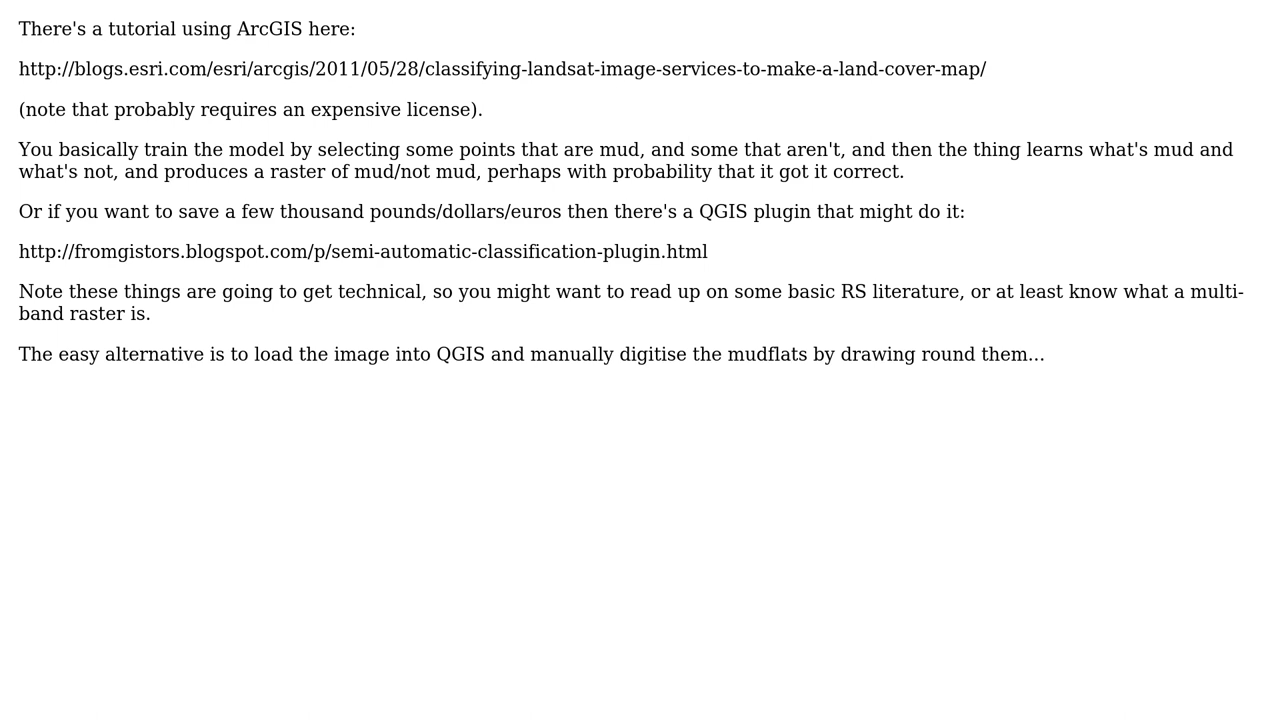 There's a tutorial using ArcGIS here:
http://blogs.esri.com/esri/arcgis/2011/05/28/classifying-landsat-image-services-to-make-a-land-cover-map/
(note that probably requires an expensive license).
You basically train the model by selecting some points that are mud, and some that aren't, and then the thing learns what's mud and
what's not, and produces a raster of mud/not mud, perhaps with probability that it got it correct.
Or if you want to save a few thousand pounds/dollars/euros then there's a QGIS plugin that might do it:
http://fromgistors.blogspot.com/p/semi-automatic-classification-plugin.html
Note these things are going to get technical, so you might want to read up on some basic RS literature, or at least know what a multi-
band raster is.
The easy alternative is to load the image into QGIS and manually digitise the mudflats by drawing round them...